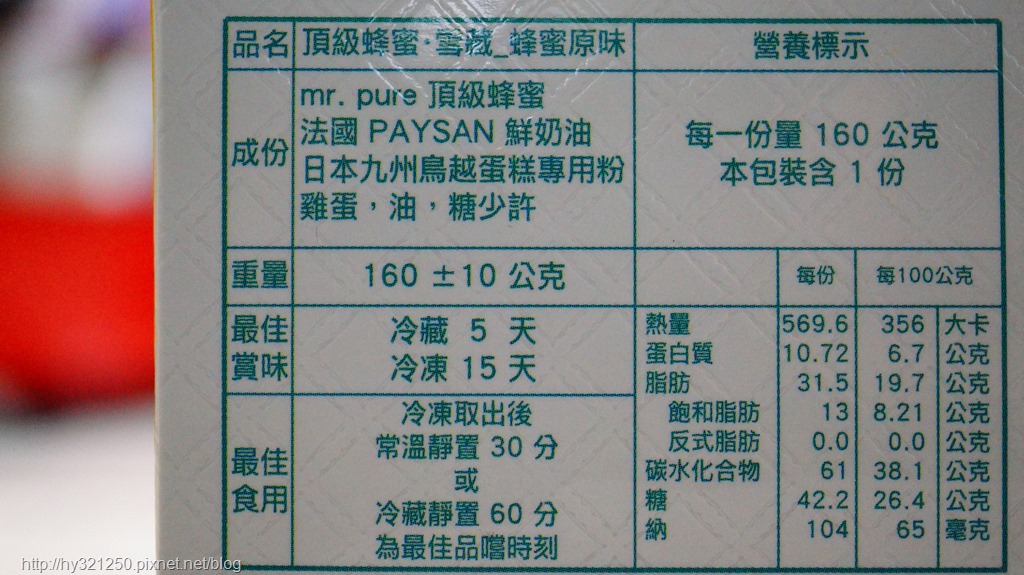 品名 頂級蜂蜜·雪藏_蜂蜜原味 營養標示
成份
mr. pure 頂級蜂蜜
法國 PAYSAN 鮮奶油
日本九州鳥越蛋糕專用粉
雞蛋，油，糖少許
每一份量 160 公克
本包裝含 1 份
重量 160 ±10 公克
每份 每100公克
最佳賞味
冷藏 5 天
冷凍 15 天
最佳食用
冷凍取出後
常溫靜置 30 分
或
冷藏靜置 60 分
為最佳品嚐時刻
熱量 569.6 356 大卡
蛋白質 10.72 6.7 公克
脂肪 31.5 19.7 公克
飽和脂肪 13 8.21 公克
反式脂肪 0.0 0.0 公克
碳水化合物 61 38.1 公克
糖 42.2 26.4 公克
納 104 65 毫克
http://hy321250.pixnet.net/blog